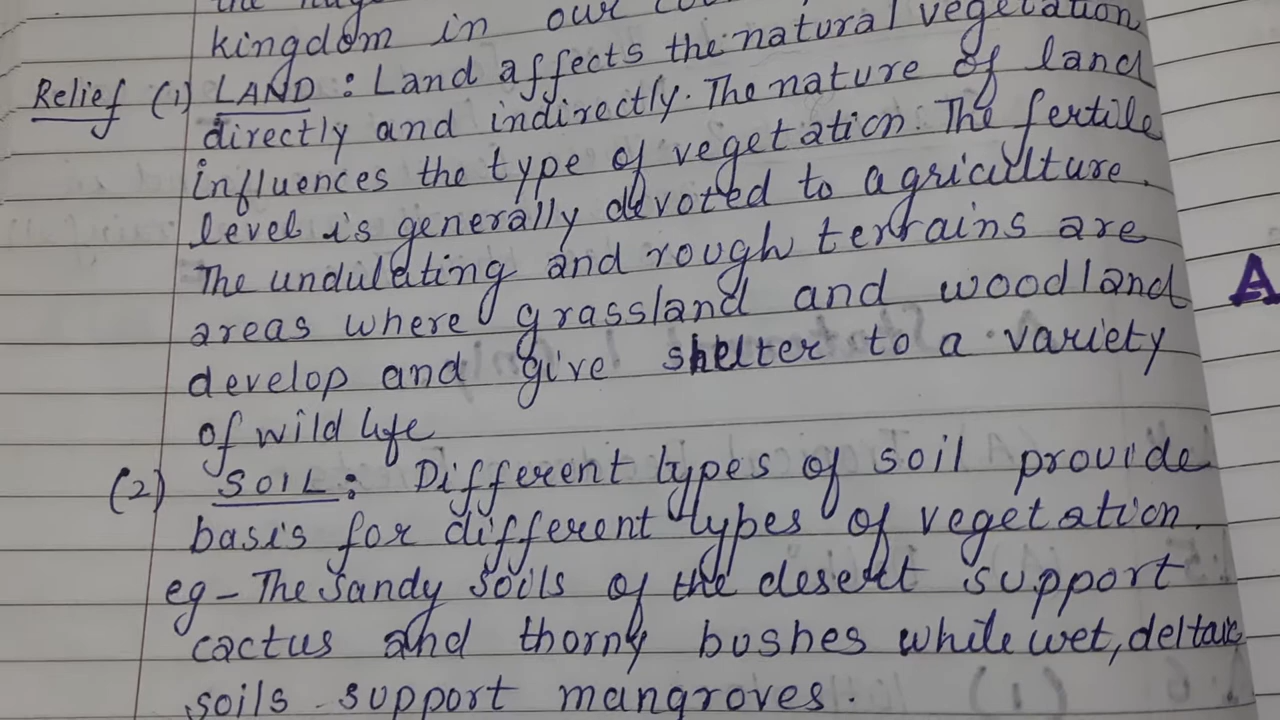 kingdom in our
Relief (1) LAND : Land affects the natural vegetation
directly and indirectly. The nature of land
influences the type of vegetation. The fertile
level is generally devoted to agriculture.
The undulating and rough terrains are
areas where grassland and woodland
develop and give shelter to a variety
of wild life
(2) SOIL : Different types of soil provide
basis for different types of vegetation.
eg - The sandy soils of the desert support
cactus and thorny bushes while wet, deltaic
soils support mangroves.
A